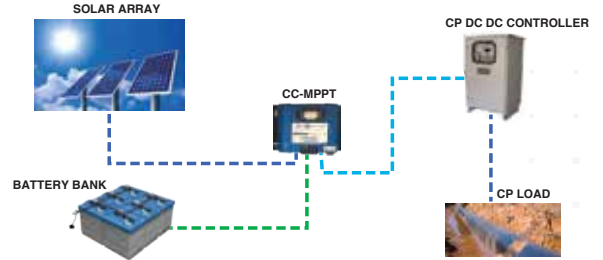 SOLAR ARRAY
CP DC DC CONTROLLER
CC-MPPT
BATTERY BANK
CP LOAD